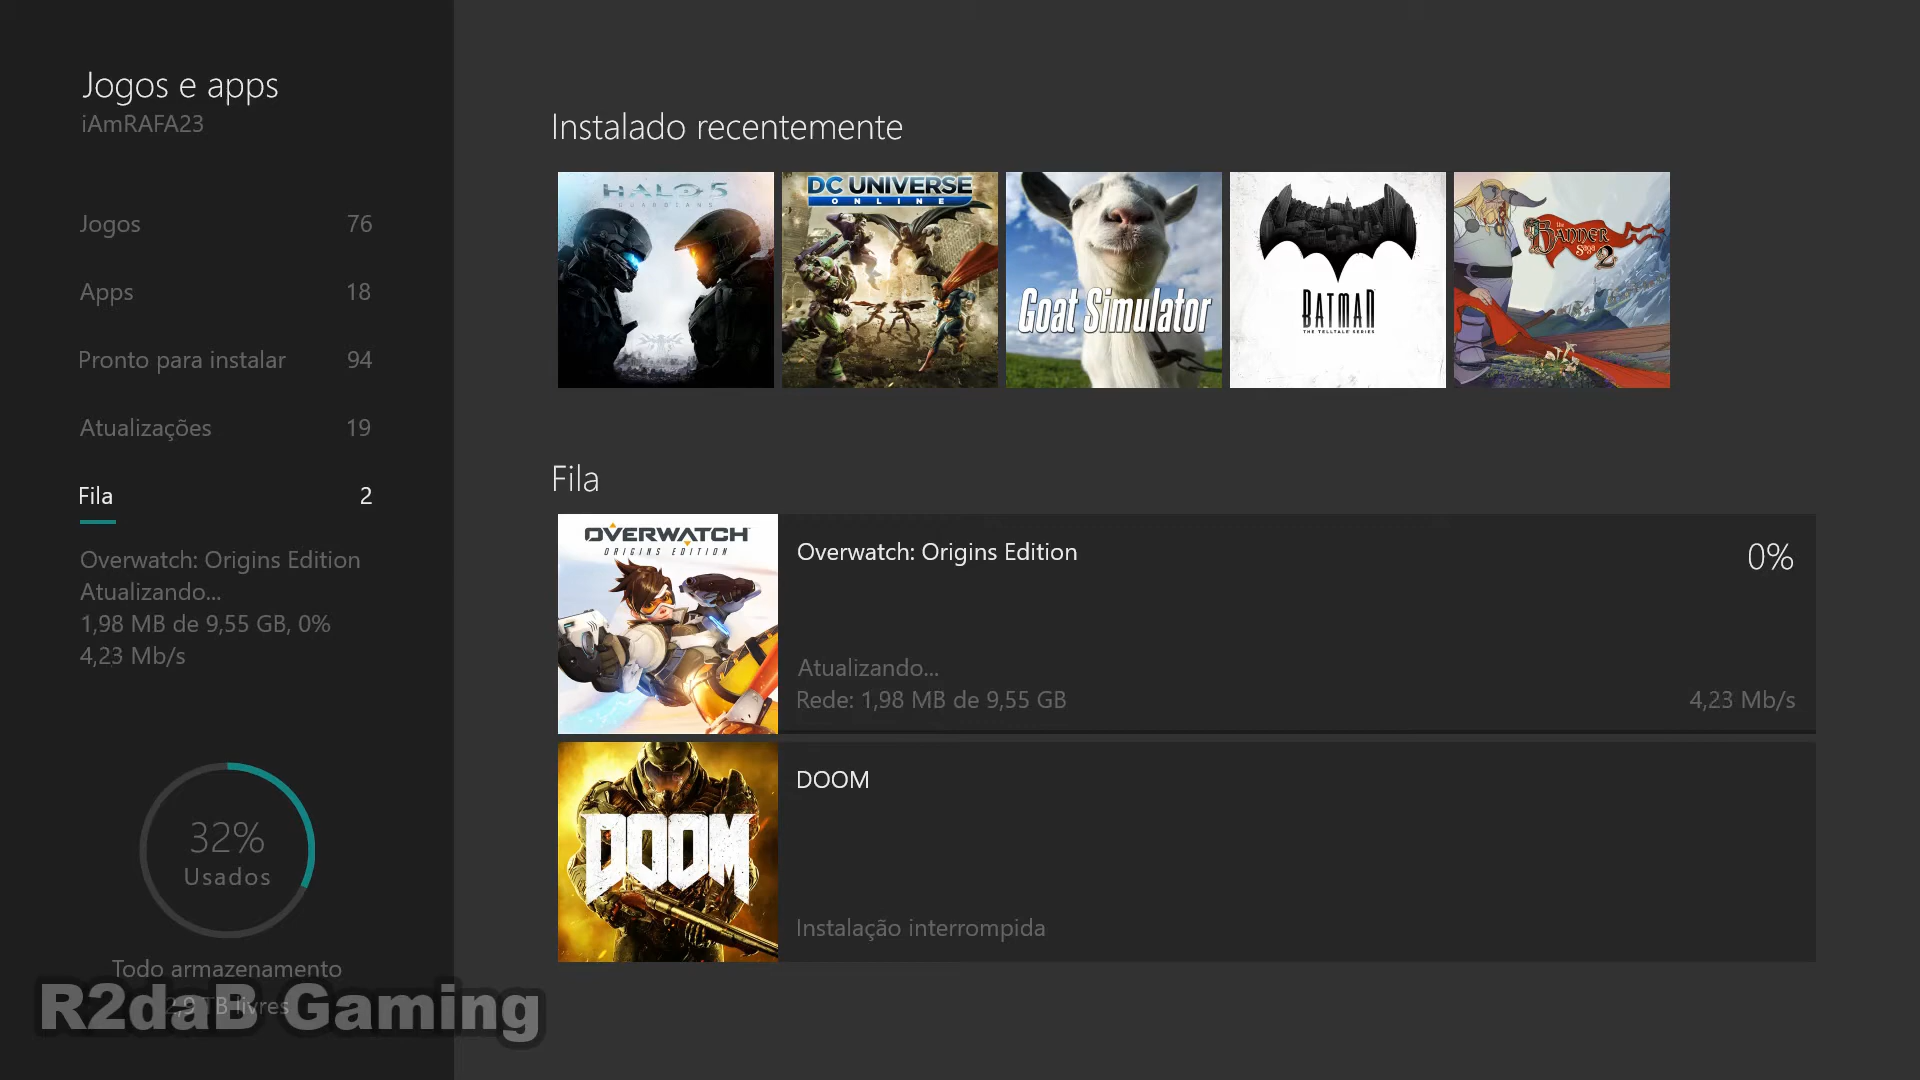 Jogos e apps
iAmRAFA23
Jogos 76
Apps 18
Pronto para instalar 94
Atualizações 19
Fila 2
Overwatch: Origins Edition
Atualizando...
1,98 MB de 9,55 GB, 0%
4,23 Mb/s
32%
Usados
Todo armazenamento
2,9 TB livres
R2daB Gaming
Instalado recentemente
HALO 5
GUARDIANS
DC UNIVERSE
ONLINE
Goat Simulator
BATMAN
THE TELLTALE SERIES
the
BANNER
Saga
2
Fila
OVERWATCH
ORIGINS EDITION
Overwatch: Origins Edition
0%
Atualizando...
Rede: 1,98 MB de 9,55 GB
4,23 Mb/s
DOOM
DOOM
Instalação interrompida